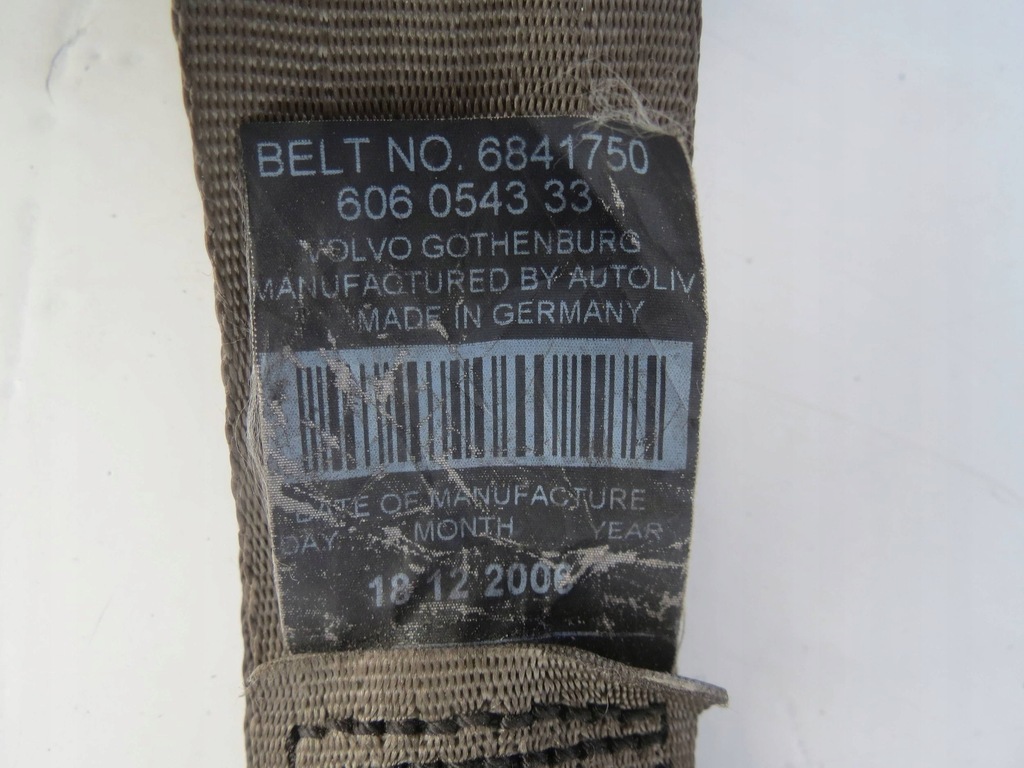 BELT NO. 6841750
606 0543 33
VOLVO GOTHENBURG
MANUFACTURED BY AUTOLIV
MADE IN GERMANY
DATE OF MANUFACTURE
DAY MONTH YEAR
18 12 2006